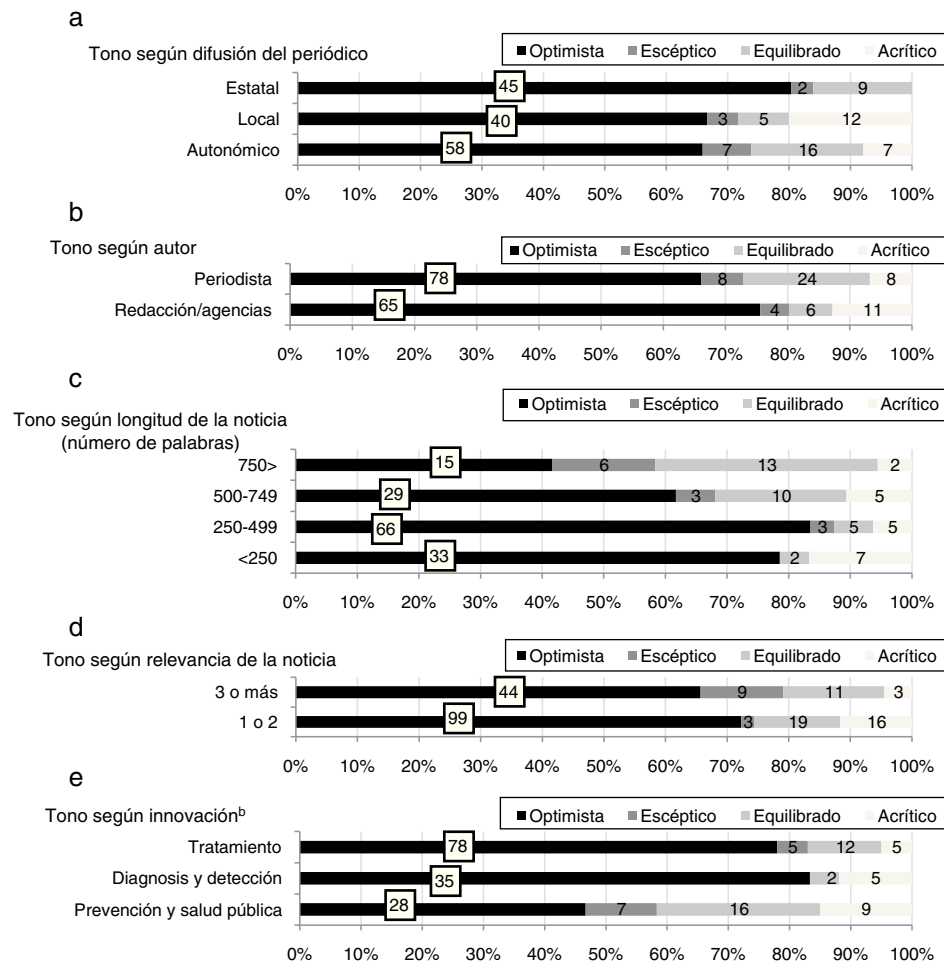 a
Tono según difusión del periódico
Optimista Escéptico Equilibrado Acrítico
Estatal 45 2 9
Local 40 3 5 12
Autonómico 58 7 16 7
0% 10% 20% 30% 40% 50% 60% 70% 80% 90% 100%
b
Tono según autor
Optimista Escéptico Equilibrado Acrítico
Periodista 78 8 24 8
Redacción/agencias 65 4 6 11
0% 10% 20% 30% 40% 50% 60% 70% 80% 90% 100%
c
Tono según longitud de la noticia
(número de palabras)
Optimista Escéptico Equilibrado Acrítico
750> 15 6 13 2
500-749 29 3 10 5
250-499 66 3 5 5
<250 33 2 7
0% 10% 20% 30% 40% 50% 60% 70% 80% 90% 100%
d
Tono según relevancia de la noticia
Optimista Escéptico Equilibrado Acrítico
3 o más 44 9 11 3
1 o 2 99 3 19 16
0% 10% 20% 30% 40% 50% 60% 70% 80% 90% 100%
e
Tono según innovaciónᵇ
Optimista Escéptico Equilibrado Acrítico
Tratamiento 78 5 12 5
Diagnosis y detección 35 2 5
Prevención y salud pública 28 7 16 9
0% 10% 20% 30% 40% 50% 60% 70% 80% 90% 100%